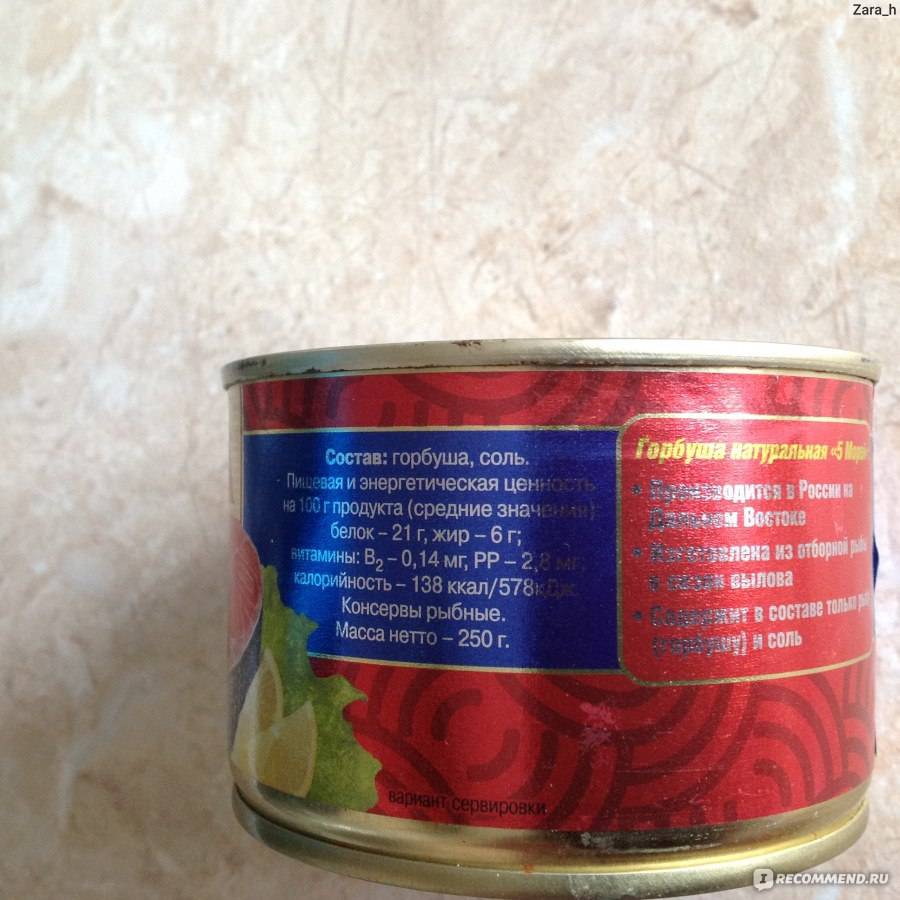 Zara_h
Состав: горбуша, соль.
Пищевая и энергетическая ценность
на 100 г продукта (средние значения):
белок – 21 г, жир – 6 г;
витамины: B2 – 0,14 мг, PP – 2,8 мг;
калорийность – 138 ккал/578кДж.
Консервы рыбные.
Масса нетто – 250 г.
Горбуша натуральная «5 Морей»
• Производится в России на
Дальнем Востоке
• Изготовлена из отборной рыбы
в сезон вылова
• Содержит в составе только рыбу
(горбушу) и соль
вариант сервировки
IRECOMMEND.RU